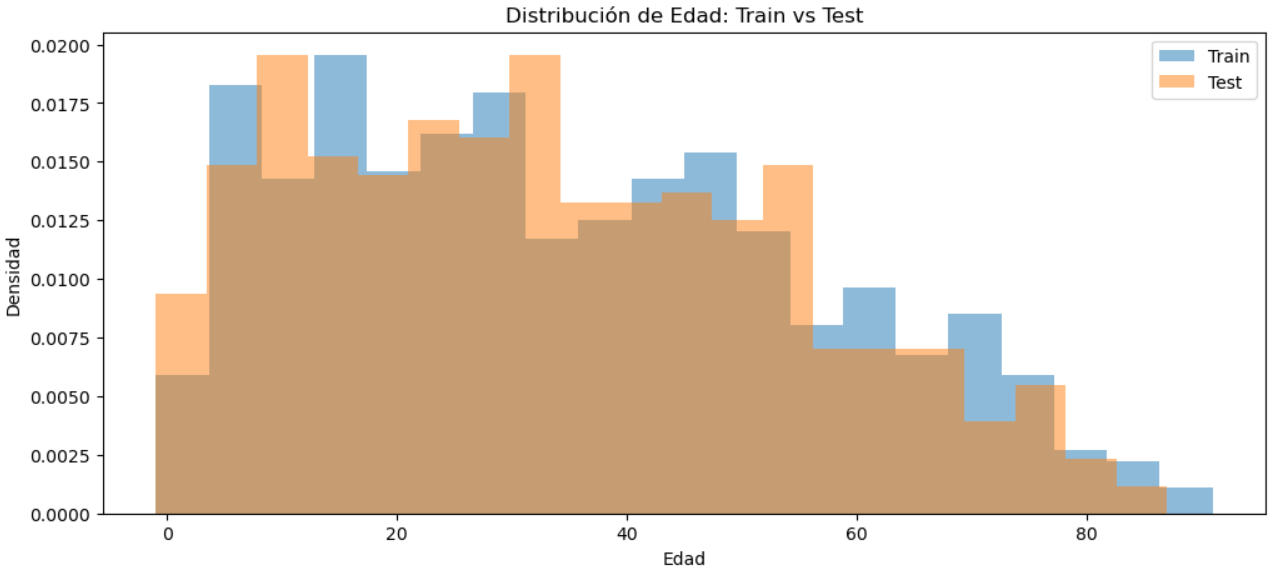 Distribución de Edad: Train vs Test
Train
Test
Densidad
0.0200
0.0175
0.0150
0.0125
0.0100
0.0075
0.0050
0.0025
0.0000
0 20 40 60 80
Edad